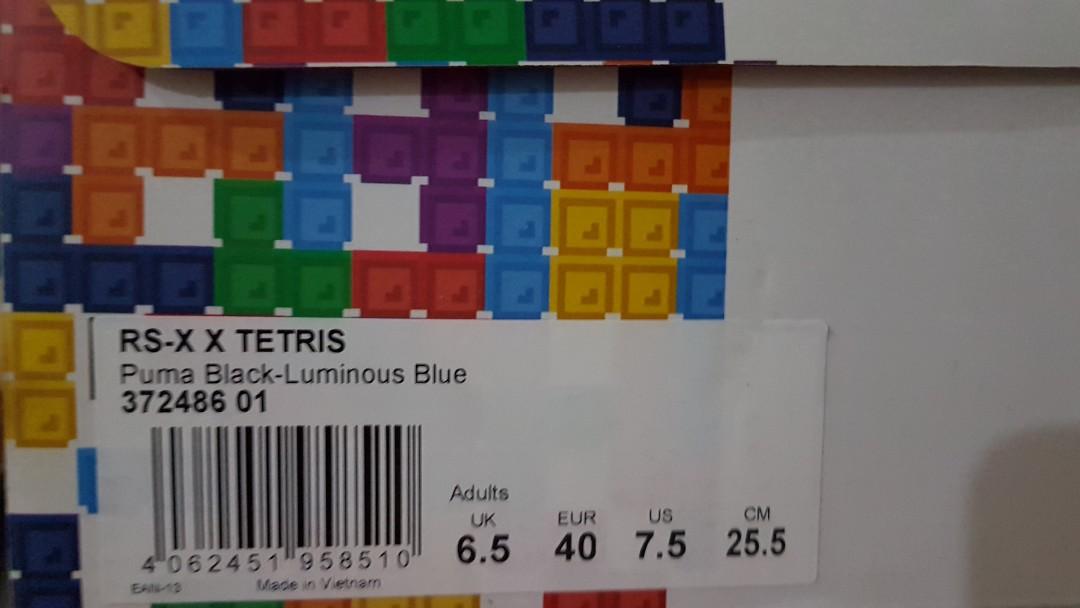 RS-X X TETRIS
Puma Black-Luminous Blue
372486 01
Adults
UK EUR US CM
6.5 40 7.5 25.5
4 062451 958510
EAN-13 Made in Vietnam